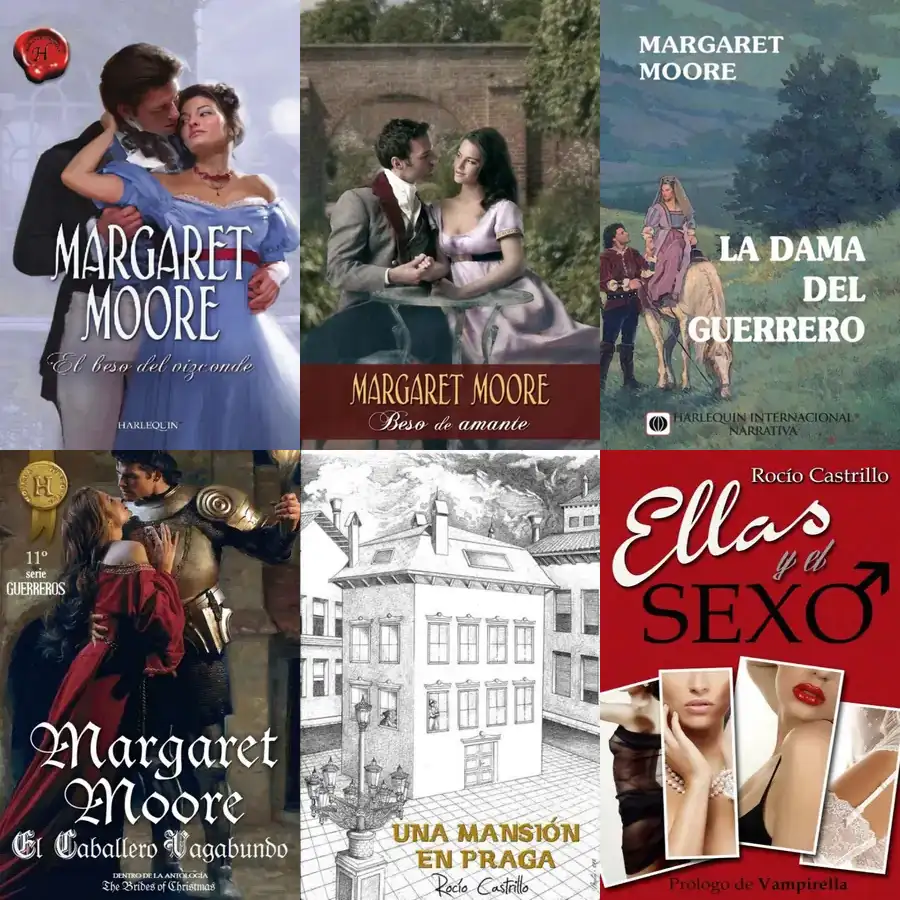 H
MARGARET
MOORE
El beso del vizconde
HARLEQUIN™
MARGARET MOORE
Beso de amante
MARGARET
MOORE
LA DAMA
DEL
GUERRERO
HARLEQUIN INTERNACIONAL®
NARRATIVA
H
11º
serie
GUERREROS
Margaret
Moore
El Caballero Vagabundo
DENTRO DE LA ANTOLOGÍA
The Brides of Christmas
UNA MANSIÓN
EN PRAGA
Rocío Castrillo
Rocío Castrillo
Ellas
y el
SEXO
Prólogo de Vampirella